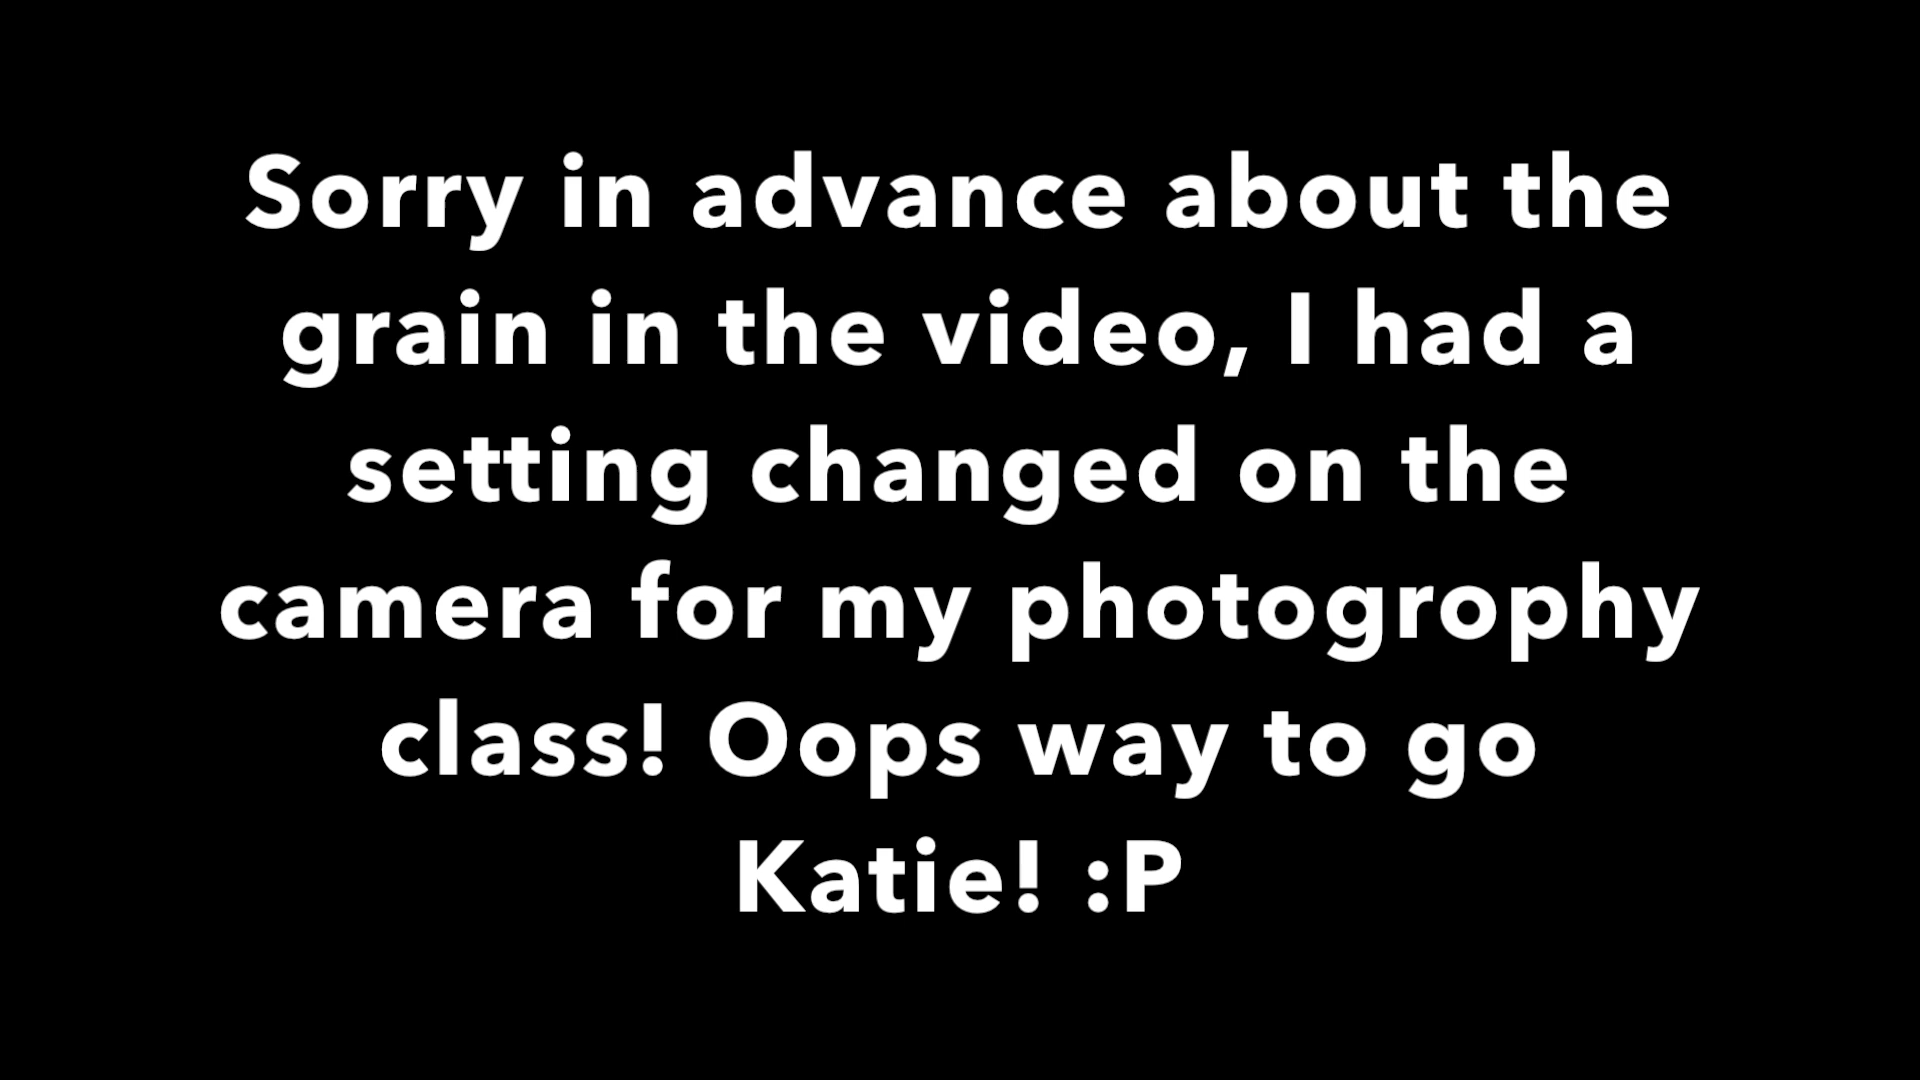 Sorry in advance about the
grain in the video, I had a
setting changed on the
camera for my photogrophy
class! Oops way to go
Katie! :P